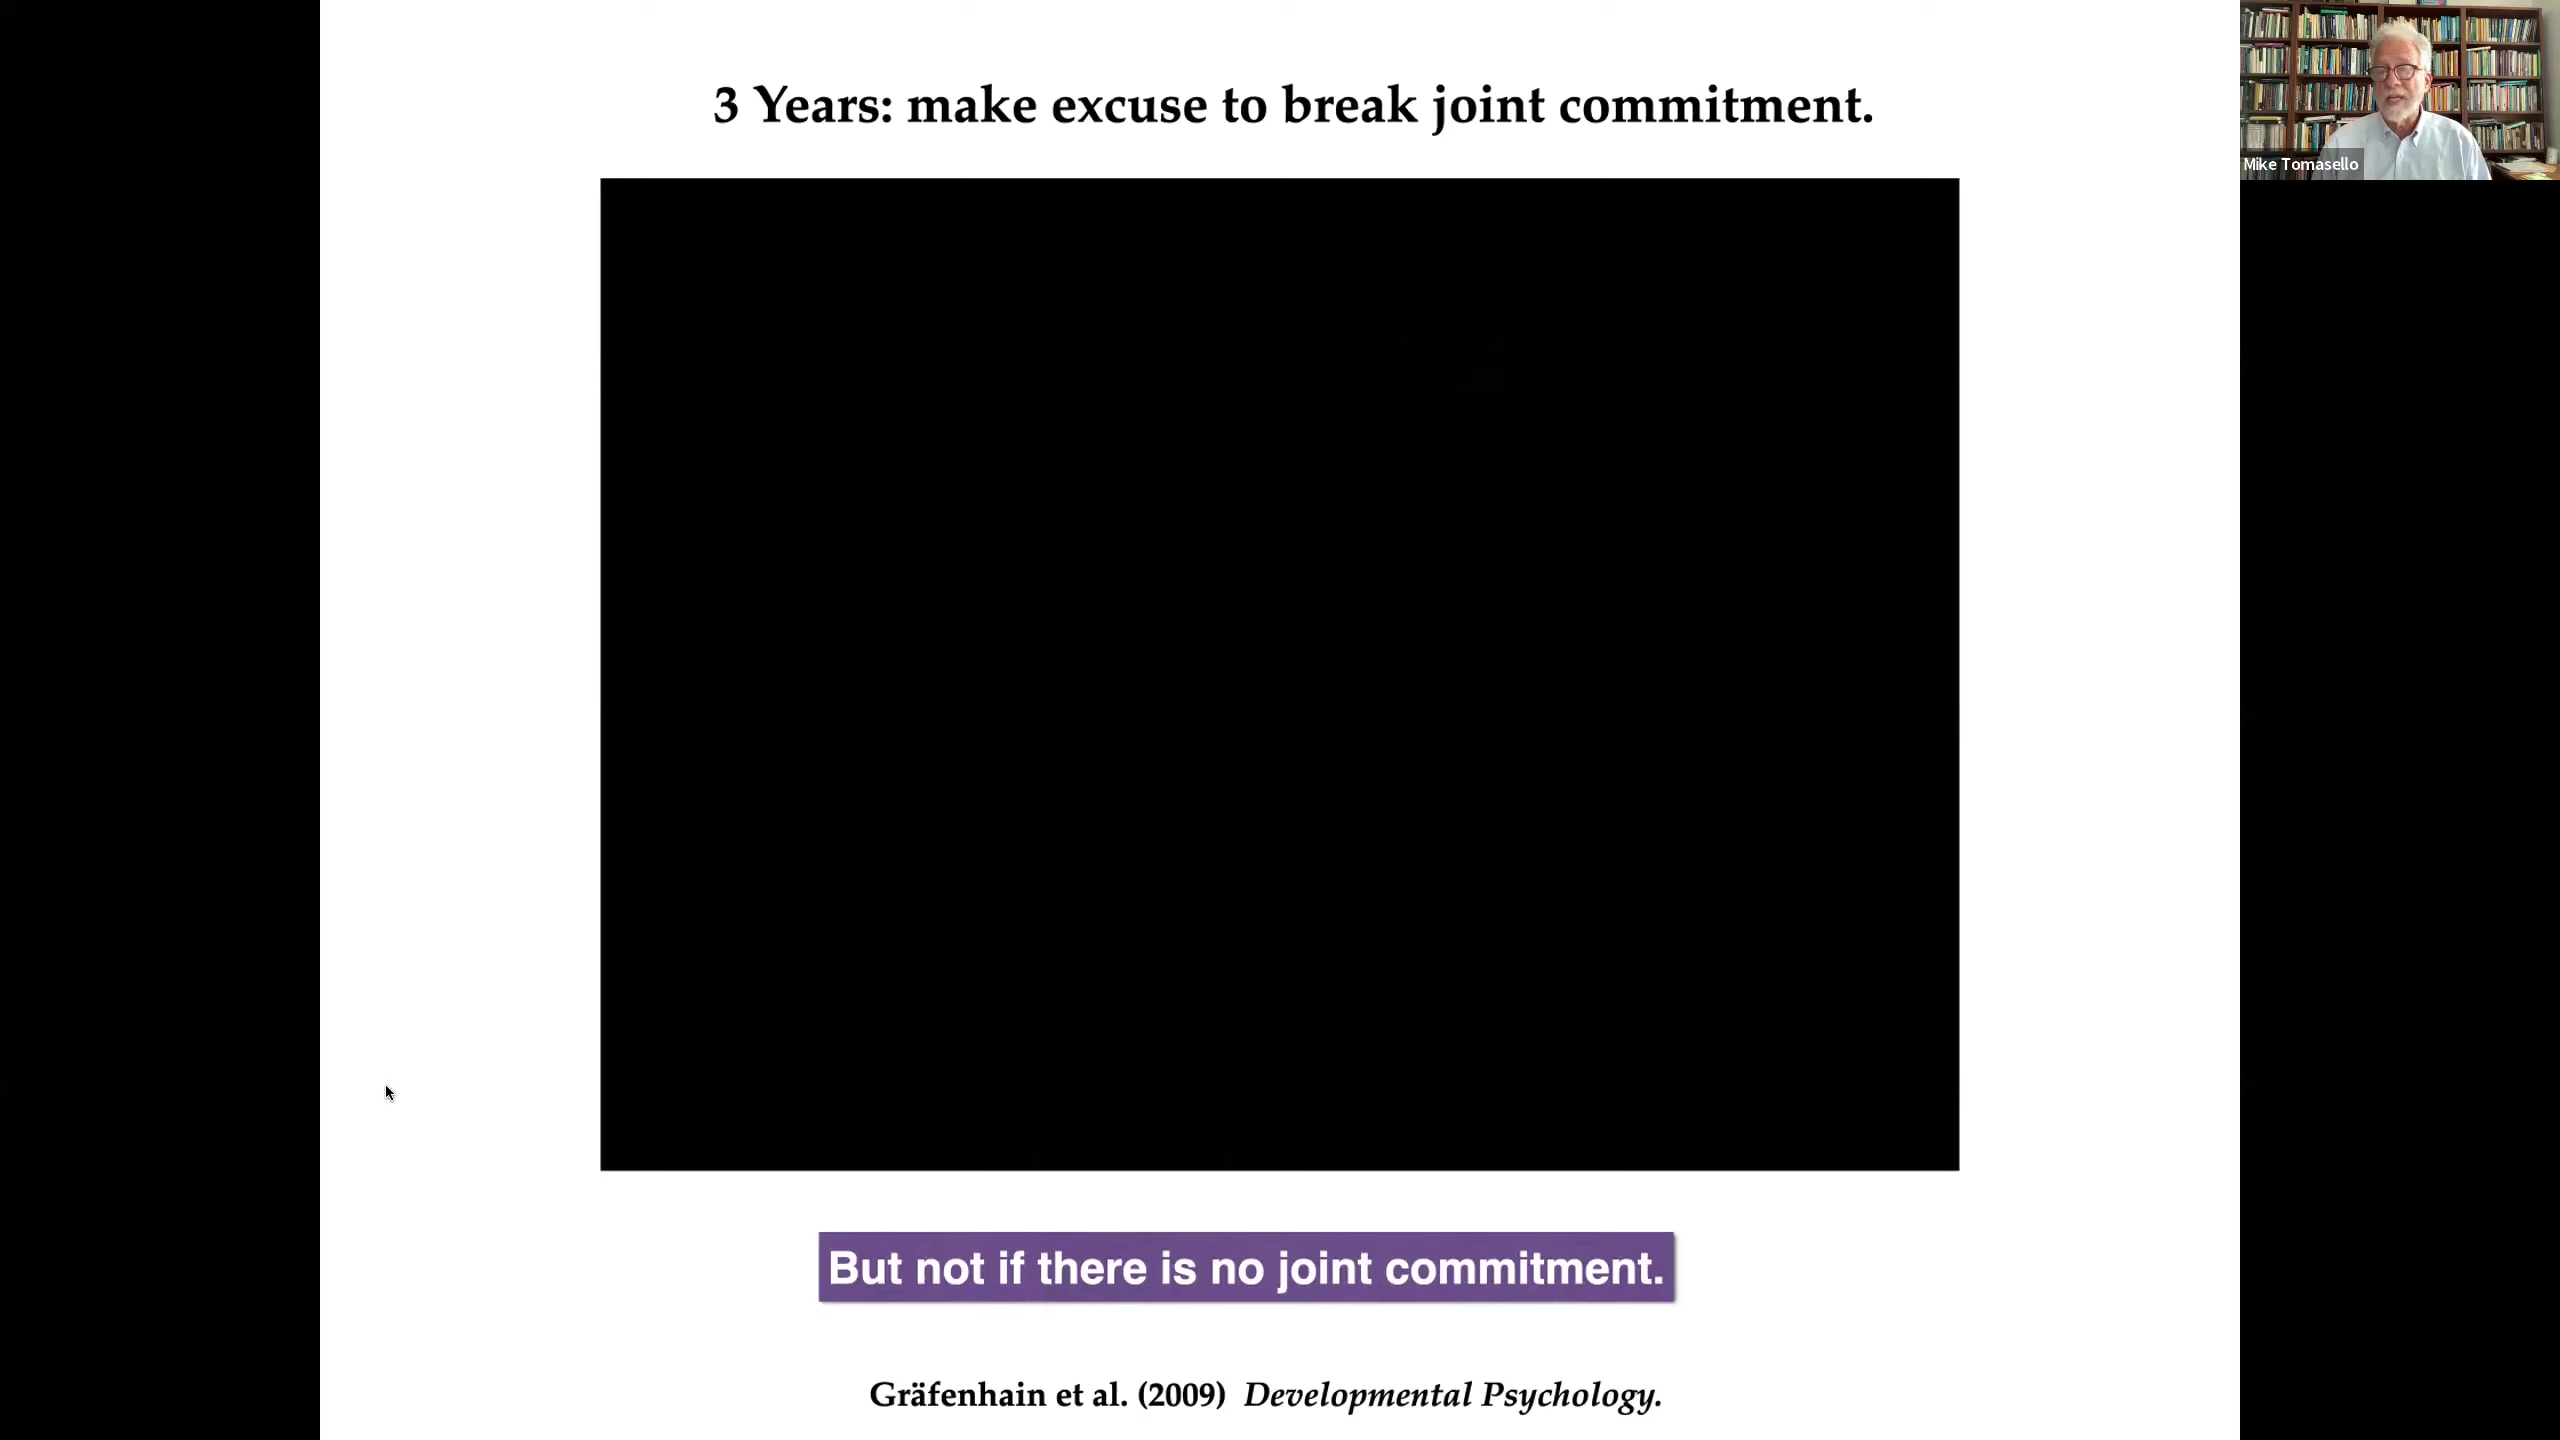 3 Years: make excuse to break joint commitment.
Mike Tomasello
But not if there is no joint commitment.
Gräfenhain et al. (2009) Developmental Psychology.